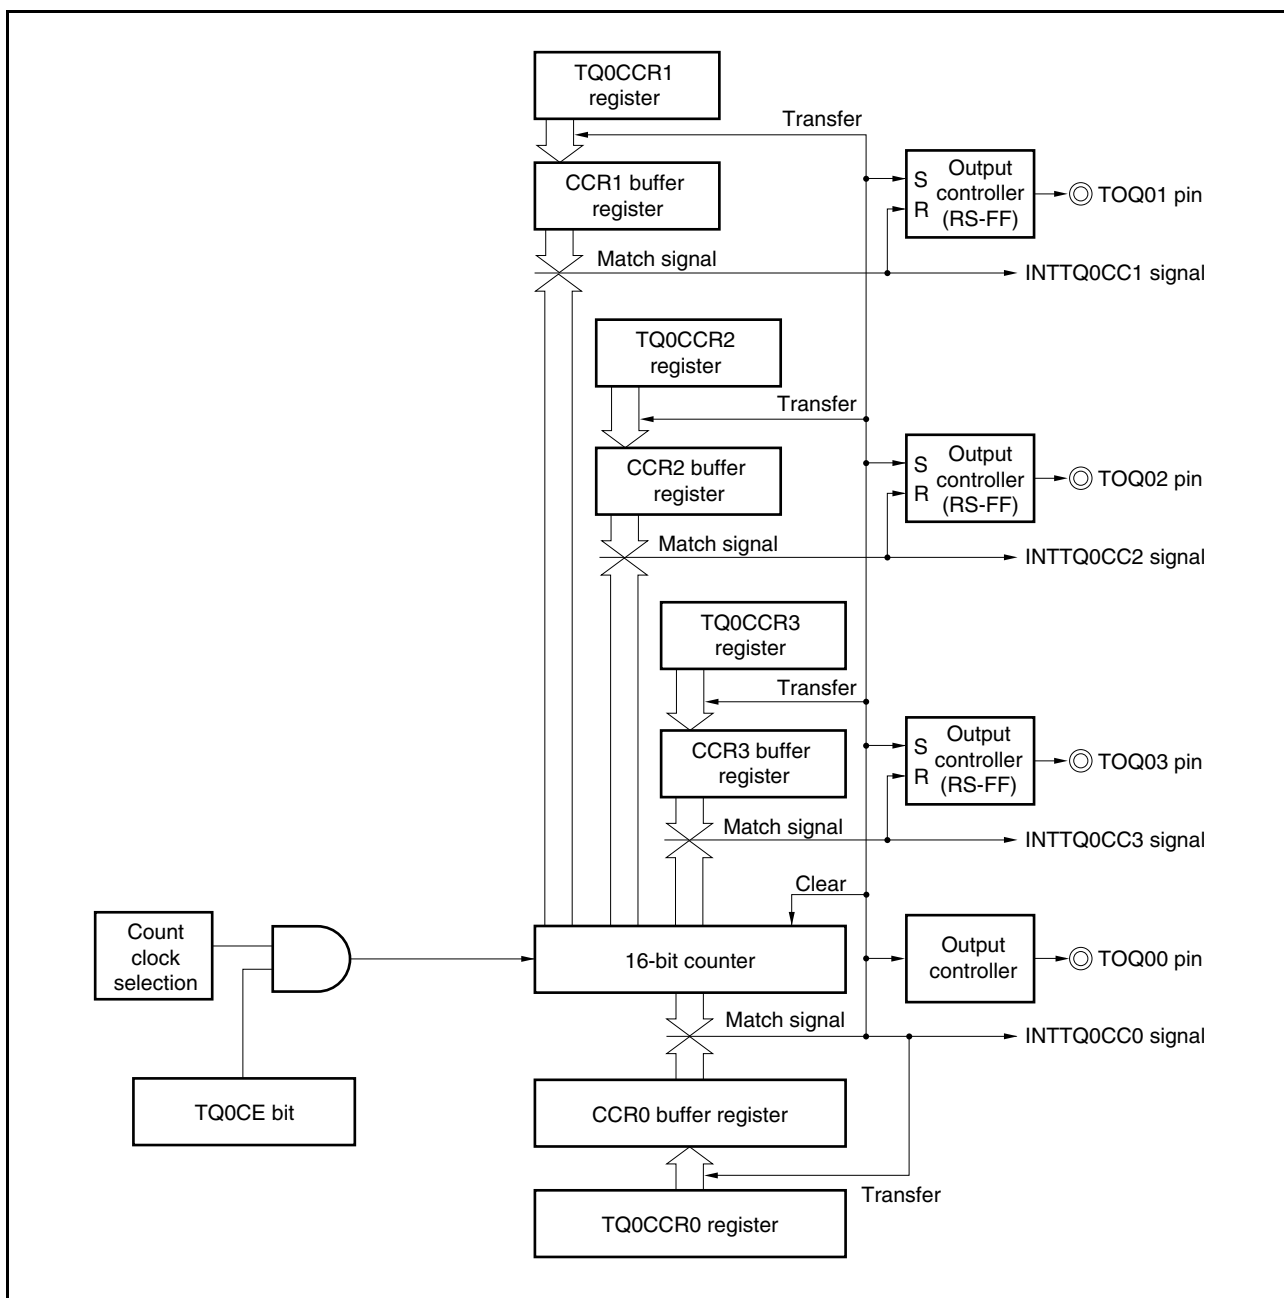 TQ0CCR1
register
Transfer
CCR1 buffer
register
S
R
Output
controller
(RS-FF)
TOQ01 pin
Match signal
INTTQ0CC1 signal
TQ0CCR2
register
Transfer
CCR2 buffer
register
S
R
Output
controller
(RS-FF)
TOQ02 pin
Match signal
INTTQ0CC2 signal
TQ0CCR3
register
Transfer
CCR3 buffer
register
S
R
Output
controller
(RS-FF)
TOQ03 pin
Match signal
INTTQ0CC3 signal
Clear
Count
clock
selection
16-bit counter
Output
controller
TOQ00 pin
Match signal
INTTQ0CC0 signal
TQ0CE bit
CCR0 buffer register
Transfer
TQ0CCR0 register